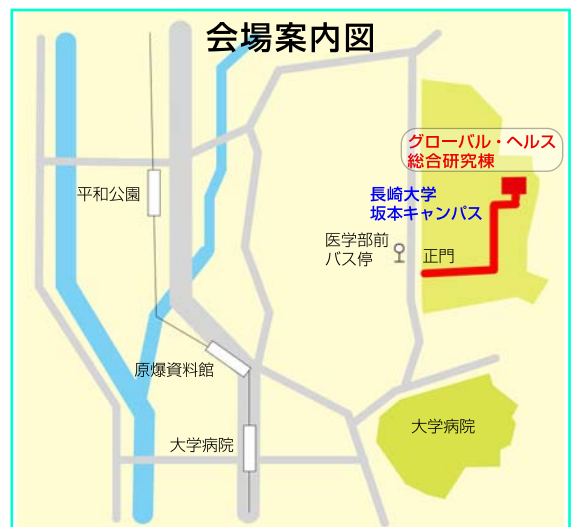 会場案内図
グローバル・ヘルス
総合研究棟
長崎大学
坂本キャンパス
平和公園
医学部前
バス停
正門
原爆資料館
大学病院
大学病院